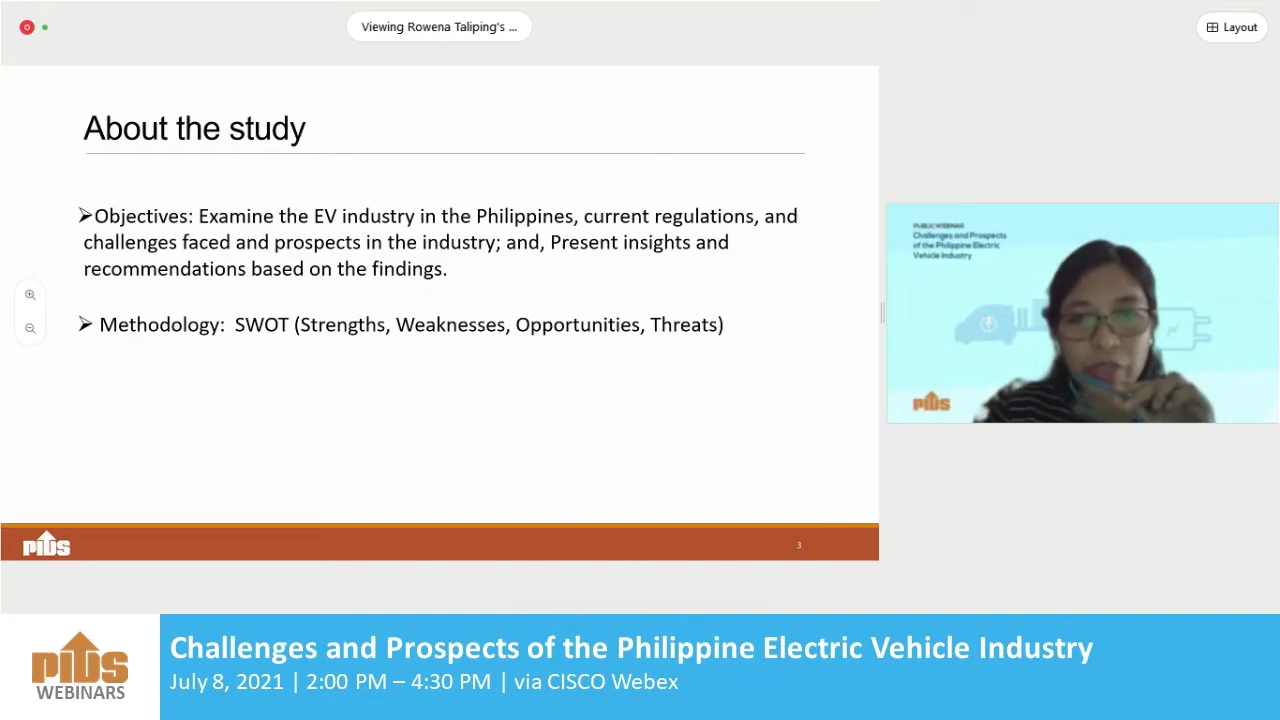 Viewing Rowena Taliping's ...
Layout
About the study
➢Objectives: Examine the EV industry in the Philippines, current regulations, and
challenges faced and prospects in the industry; and, Present insights and
recommendations based on the findings.
➢ Methodology: SWOT (Strengths, Weaknesses, Opportunities, Threats)
PIDS
3
PUBLIC WEBINAR
Challenges and Prospects
of the Philippine Electric
Vehicle Industry
PIDS
PIDS
WEBINARS
Challenges and Prospects of the Philippine Electric Vehicle Industry
July 8, 2021 | 2:00 PM – 4:30 PM | via CISCO Webex